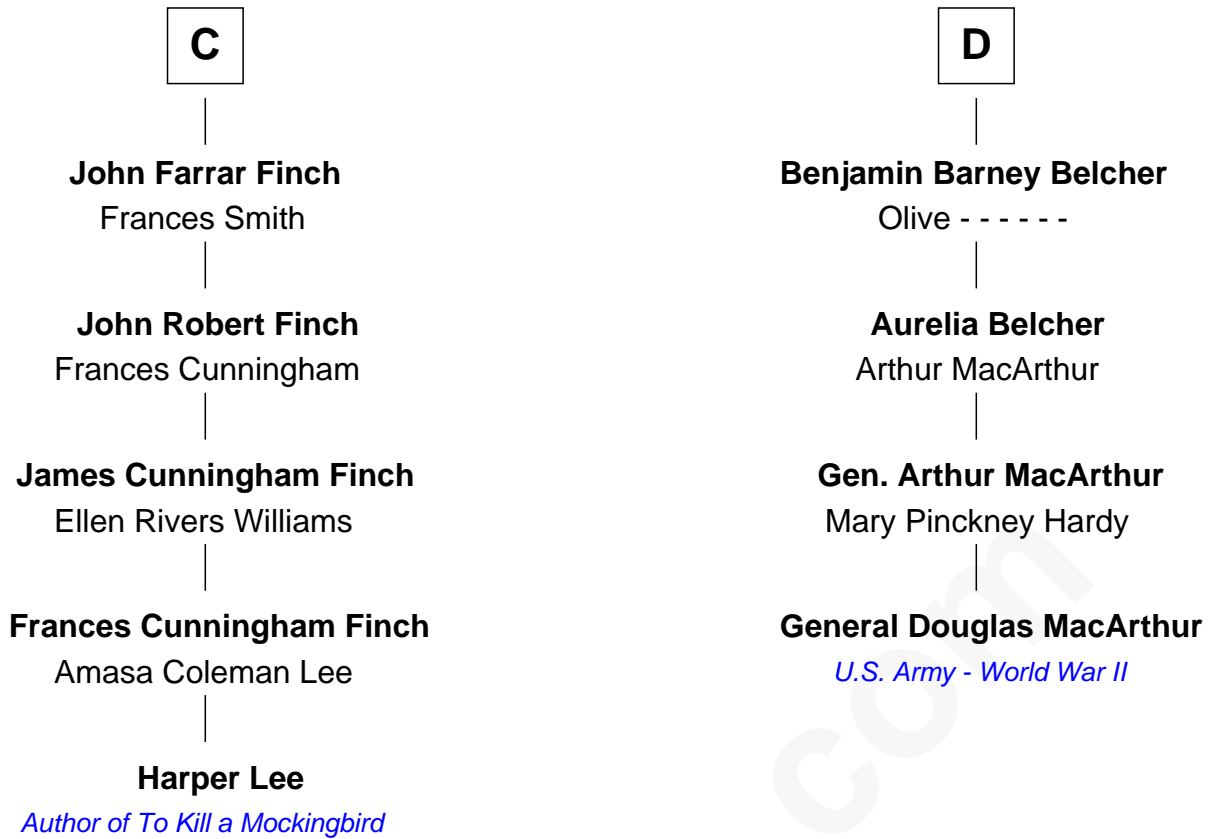 C
John Farrar Finch
Frances Smith
John Robert Finch
Frances Cunningham
James Cunningham Finch
Ellen Rivers Williams
Frances Cunningham Finch
Amasa Coleman Lee
Harper Lee
Author of To Kill a Mockingbird
D
Benjamin Barney Belcher
Olive - - - - - -
Aurelia Belcher
Arthur MacArthur
Gen. Arthur MacArthur
Mary Pinckney Hardy
General Douglas MacArthur
U.S. Army - World War II
com